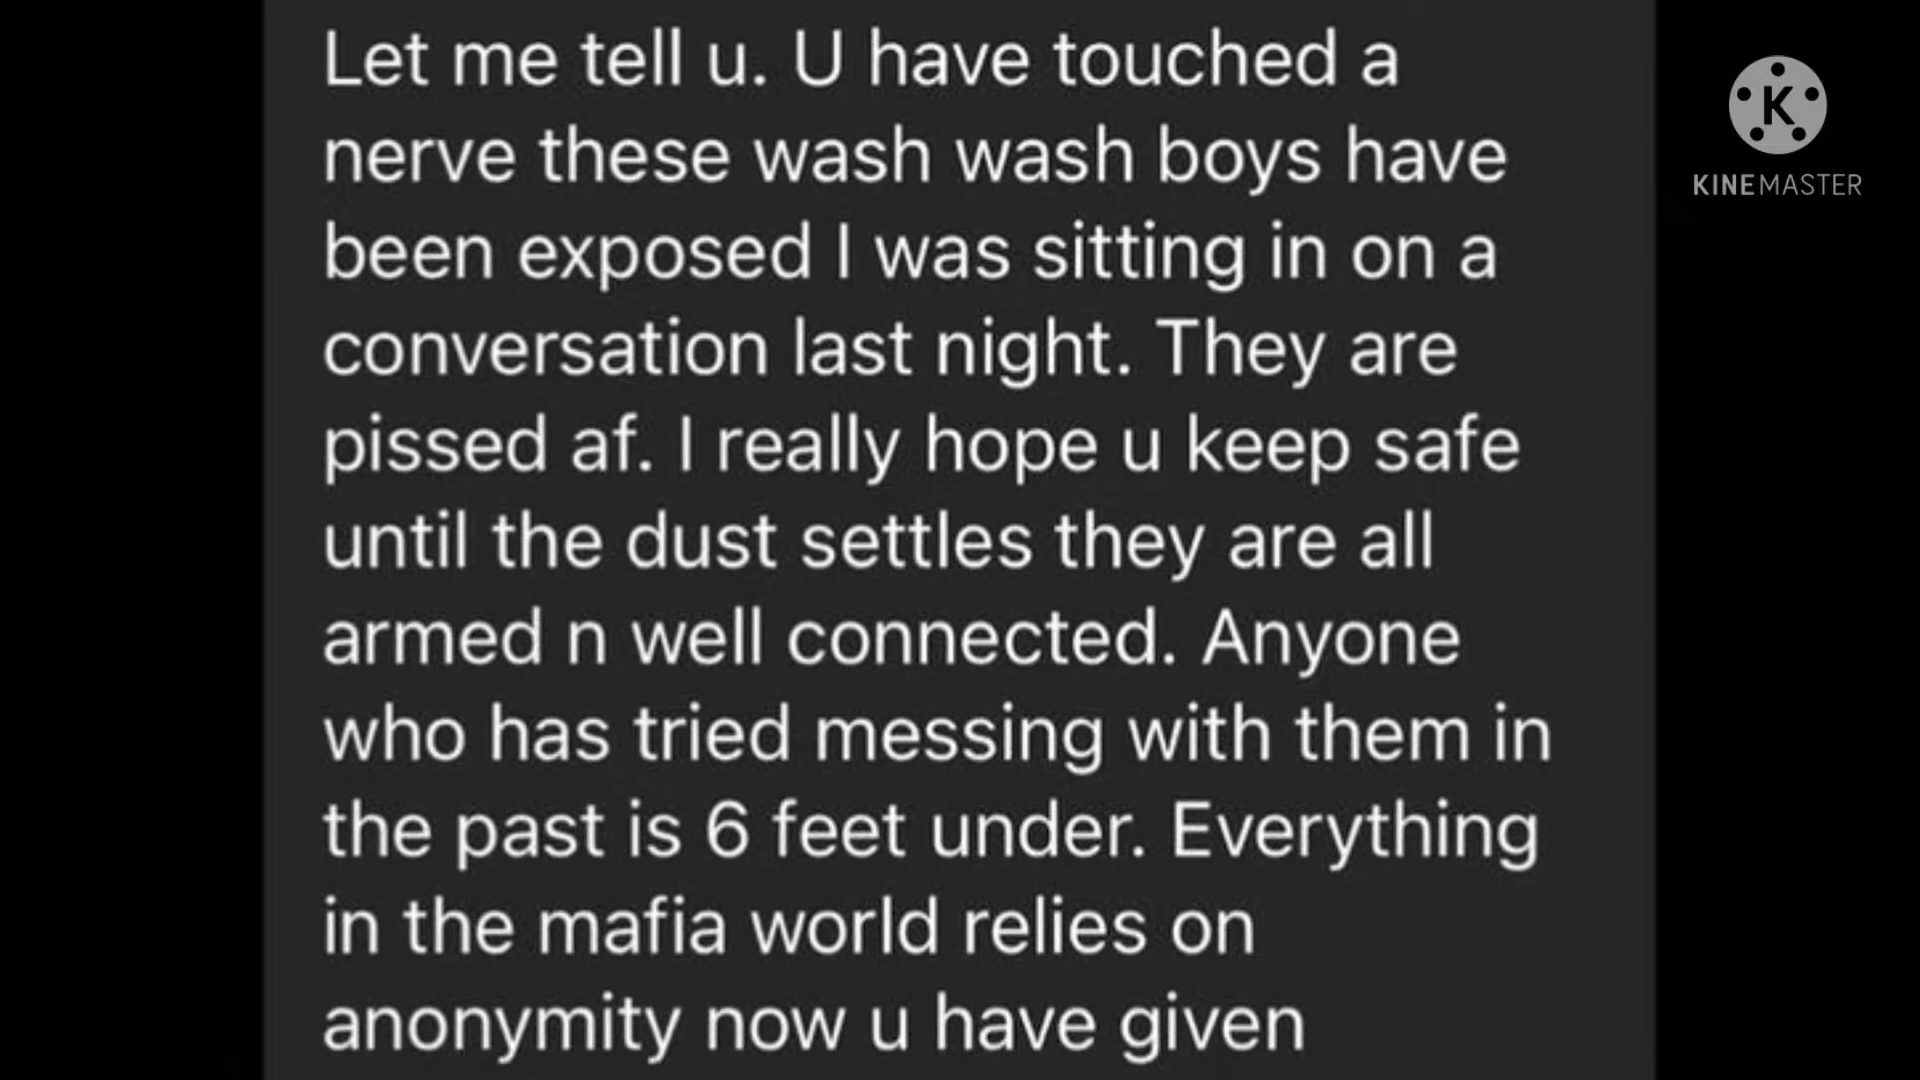 Let me tell u. U have touched a
nerve these wash wash boys have
been exposed I was sitting in on a
conversation last night. They are
pissed af. I really hope u keep safe
until the dust settles they are all
armed n well connected. Anyone
who has tried messing with them in
the past is 6 feet under. Everything
in the mafia world relies on
anonymity now u have given
K
KINEMASTER